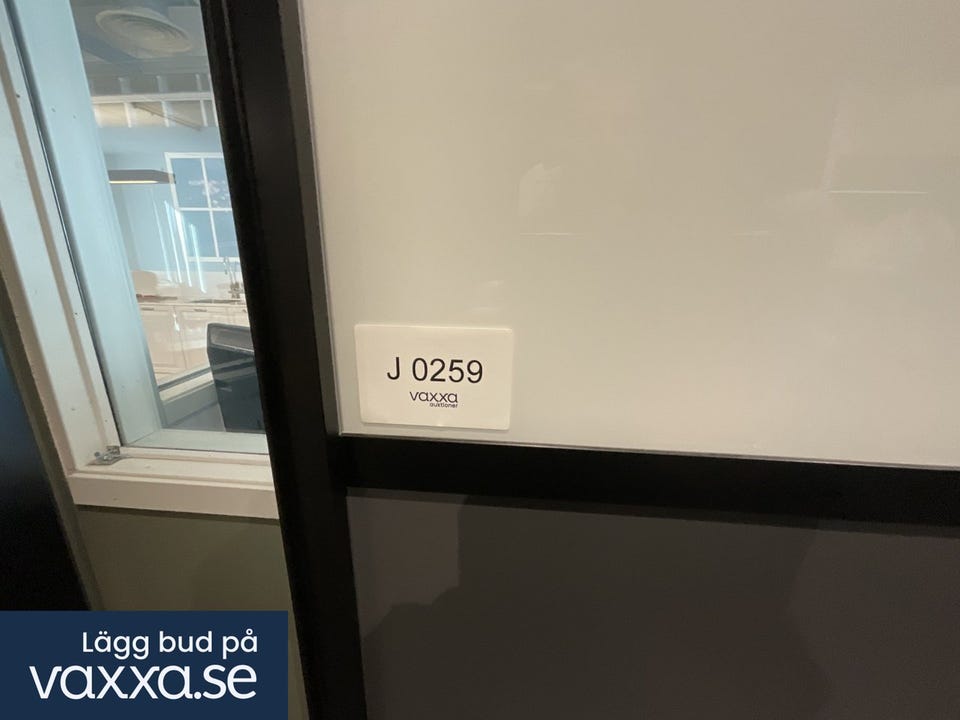 J 0259
vaxxa
auktioner
Lägg bud på
vaxxa.se